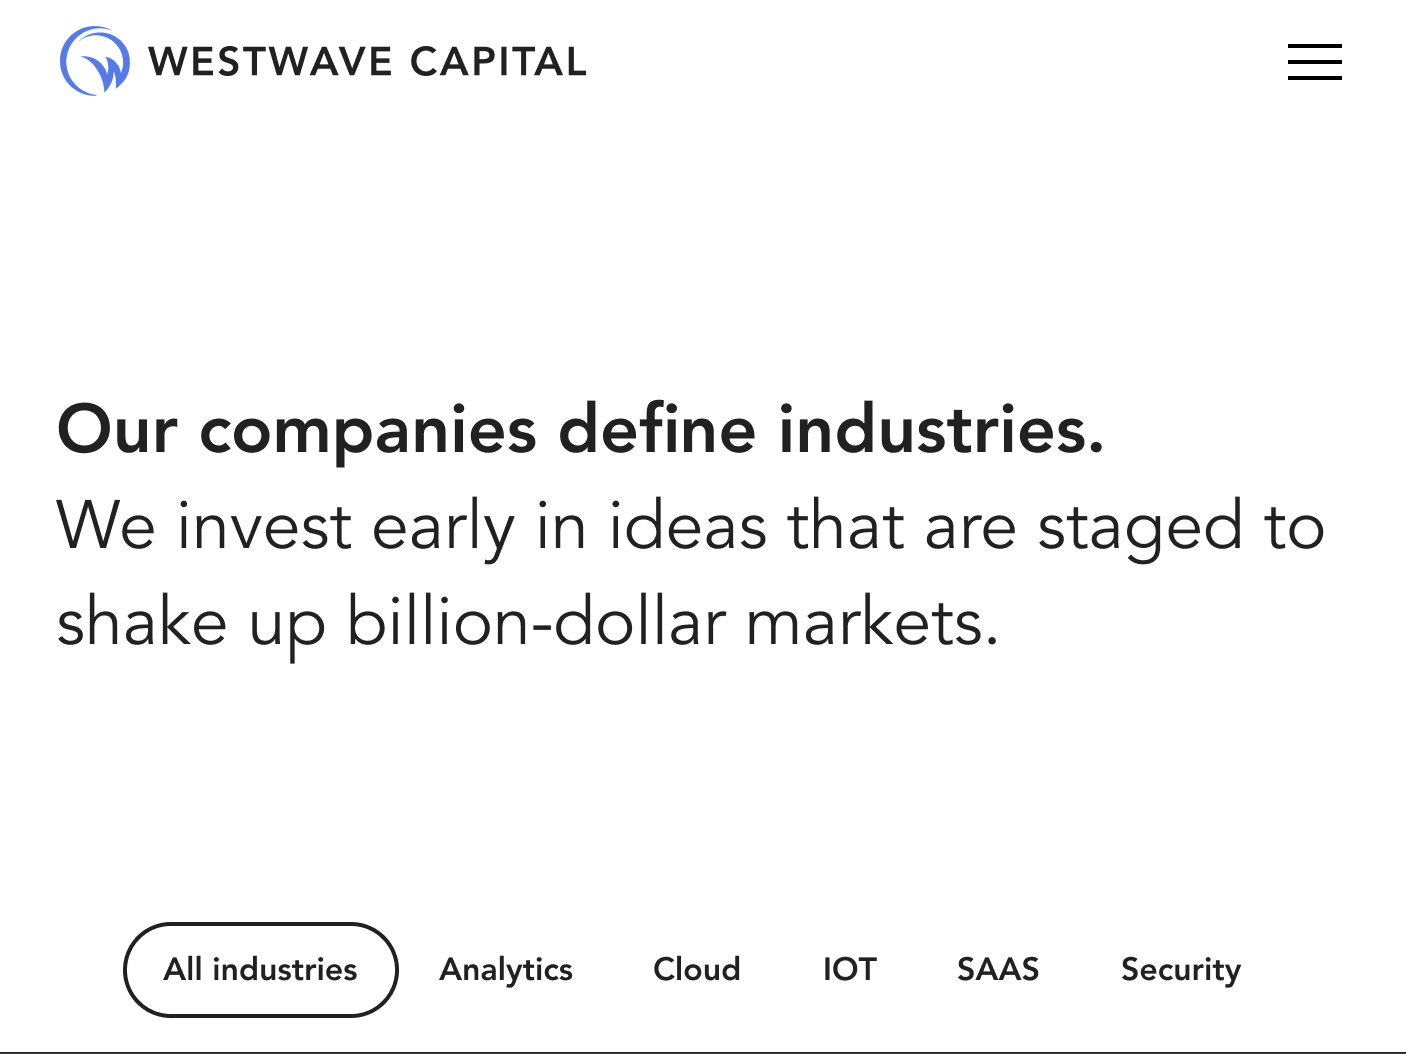 WESTWAVE CAPITAL
Our companies define industries.
We invest early in ideas that are staged to
shake up billion-dollar markets.
All industries Analytics Cloud IOT SAAS Security